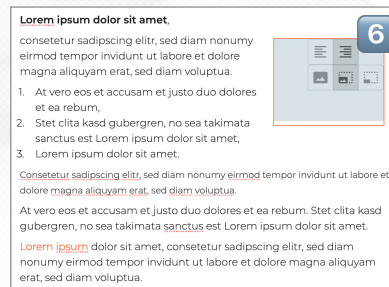 Lorem ipsum dolor sit amet,
consetetur sadipscing elitr, sed diam nonumy
eirmod tempor invidunt ut labore et dolore
magna aliquyam erat, sed diam voluptua.
1. At vero eos et accusam et justo duo dolores
et ea rebum,
2. Stet clita kasd gubergren, no sea takimata
sanctus est Lorem ipsum dolor sit amet,
3. Lorem ipsum dolor sit amet.
6
Consetetur sadipscing elitr, sed diam nonumy eirmod tempor invidunt ut labore et
dolore magna aliquyam erat, sed diam voluptua.
At vero eos et accusam et justo duo dolores et ea rebum. Stet clita kasd
gubergren, no sea takimata sanctus est Lorem ipsum dolor sit amet.
Lorem ipsum dolor sit amet, consetetur sadipscing elitr, sed diam
nonumy eirmod tempor invidunt ut labore et dolore magna aliquyam
erat, sed diam voluptua.